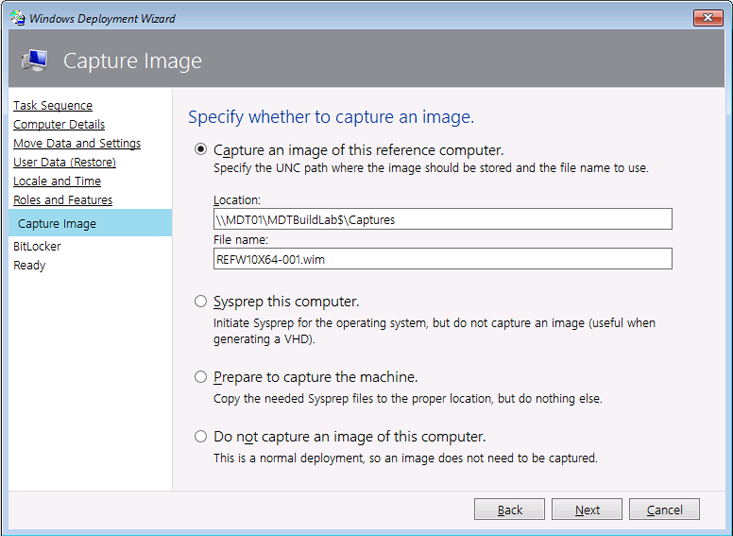 Windows Deployment Wizard
Capture Image
Task Sequence
Computer Details
Move Data and Settings
User Data (Restore)
Locale and Time
Roles and Features
Capture Image
BitLocker
Ready
Specify whether to capture an image.
Capture an image of this reference computer.
Specify the UNC path where the image should be stored and the file name to use.
Location:
\\MDT01\MDTBuildLab$\Captures
File name:
REFW10X64-001.wim
Sysprep this computer.
Initiate Sysprep for the operating system, but do not capture an image (useful when
generating a VHD).
Prepare to capture the machine.
Copy the needed Sysprep files to the proper location, but do nothing else.
Do not capture an image of this computer.
This is a normal deployment, so an image does not need to be captured.
Back
Next
Cancel